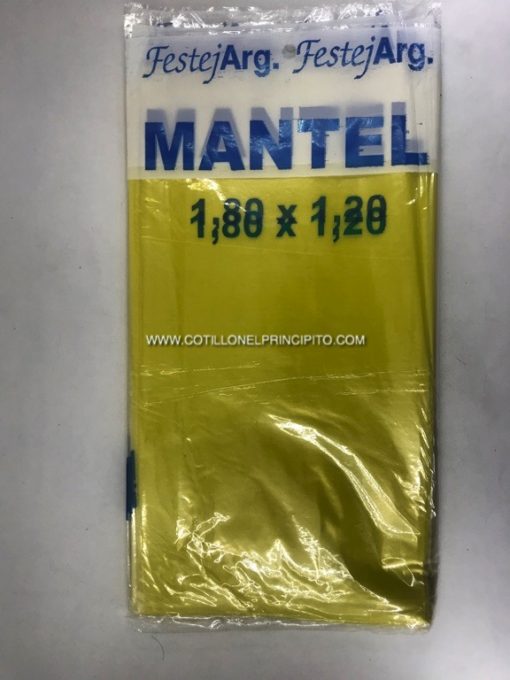 FestejArg. FestejArg.
MANTEL
1,80 x 1,20
WWW.COTILLONELPRINCIPITO.COM